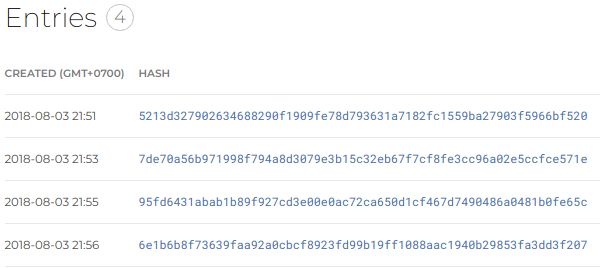 Entries 4
CREATED (GMT+0700) HASH
2018-08-03 21:51 5213d327902634688290f1909fe78d793631a7182fc1559ba27903f5966bf520
2018-08-03 21:53 7de70a56b971998f794a8d3079e3b15c32eb67f7cf8fe3cc96a02e5ccfce571e
2018-08-03 21:55 95fd6431abab1b89f927cd3e00e0ac72ca650d1cf467d7490486a0481b0fe65c
2018-08-03 21:56 6e1b6b8f73639faa92a0cbcf8923fd99b19ff1088aac1940b29853fa3dd3f207